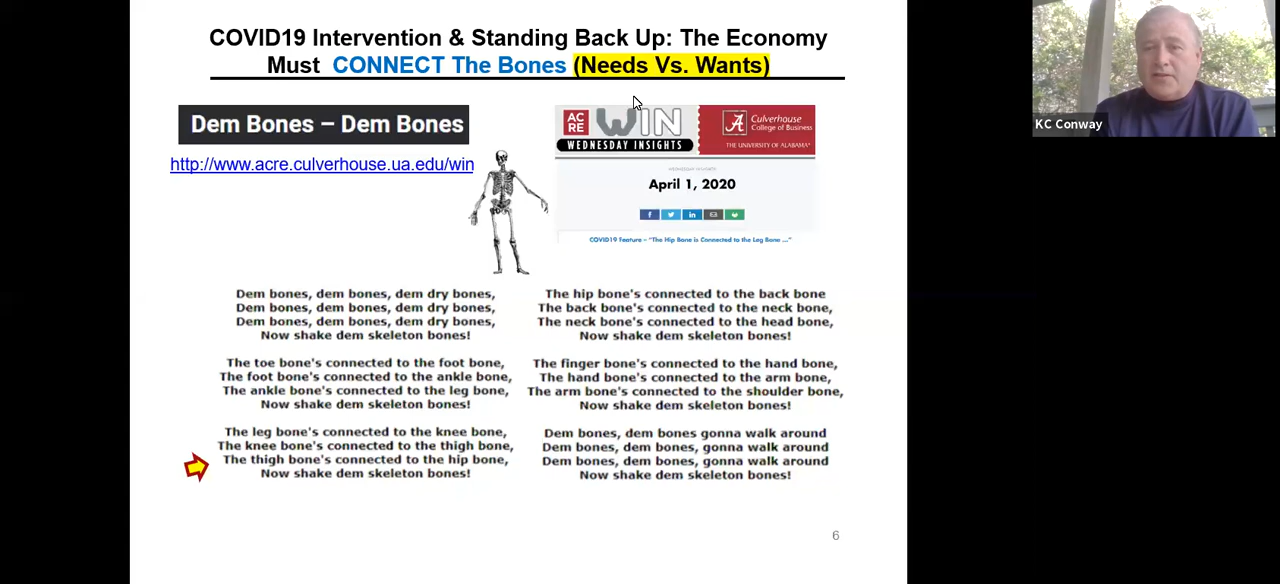 COVID19 Intervention & Standing Back Up: The Economy
Must CONNECT The Bones (Needs Vs. Wants)
Dem Bones – Dem Bones
http://www.acre.culverhouse.ua.edu/win
AC
RE
WIN
WEDNESDAY INSIGHTS
A
Culverhouse
College of Business
THE UNIVERSITY OF ALABAMA®
WEDNESDAY INSIGHTS
April 1, 2020
COVID19 Feature – "The Hip Bone is Connected to the Leg Bone ..."
Dem bones, dem bones, dem dry bones,
Dem bones, dem bones, dem dry bones,
Dem bones, dem bones, dem dry bones,
Now shake dem skeleton bones!
The toe bone's connected to the foot bone,
The foot bone's connected to the ankle bone,
The ankle bone's connected to the leg bone,
Now shake dem skeleton bones!
The leg bone's connected to the knee bone,
The knee bone's connected to the thigh bone,
The thigh bone's connected to the hip bone,
Now shake dem skeleton bones!
The hip bone's connected to the back bone
The back bone's connected to the neck bone,
The neck bone's connected to the head bone,
Now shake dem skeleton bones!
The finger bone's connected to the hand bone,
The hand bone's connected to the arm bone,
The arm bone's connected to the shoulder bone,
Now shake dem skeleton bones!
Dem bones, dem bones gonna walk around
Dem bones, dem bones, gonna walk around
Dem bones, dem bones, gonna walk around
Now shake dem skeleton bones!
6
KC Conway